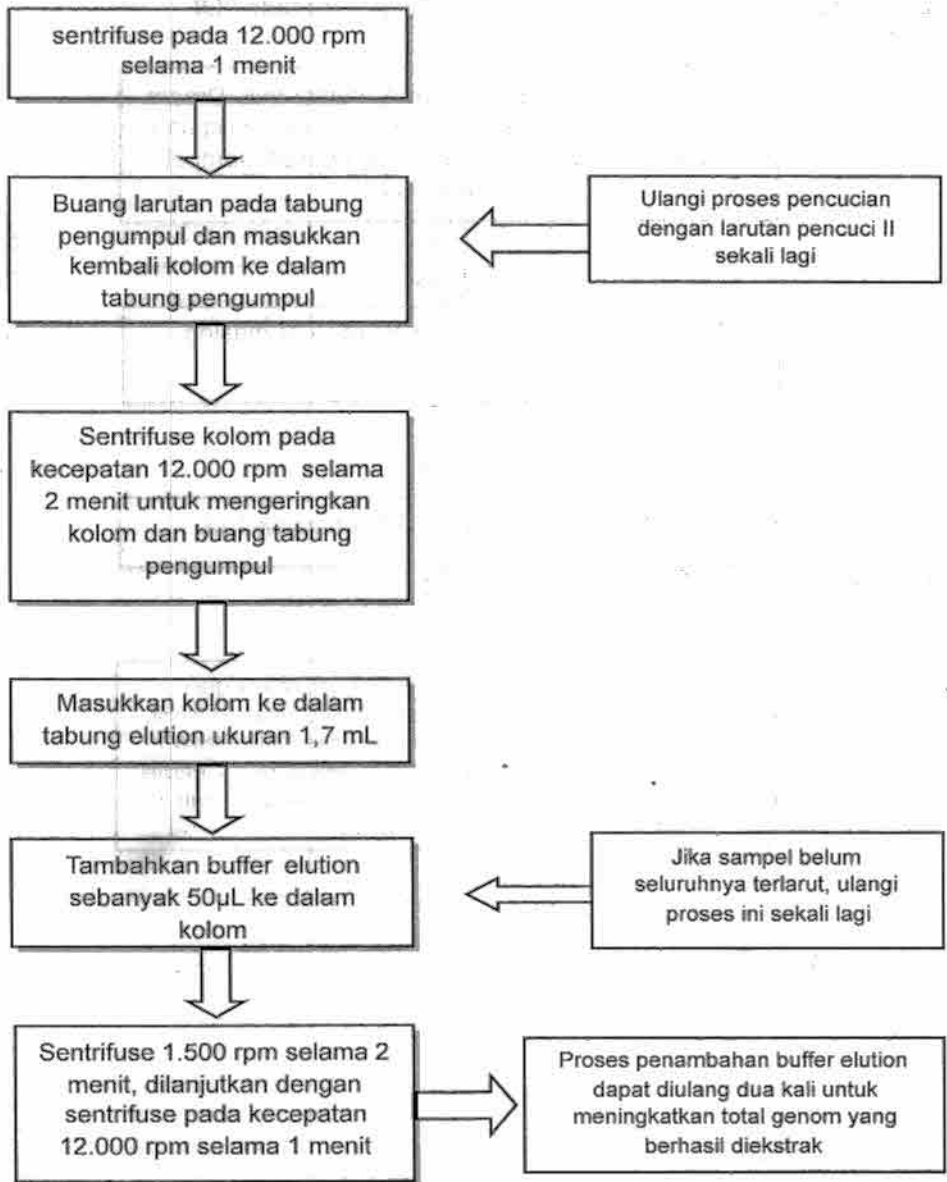 sentrifuse pada 12.000 rpm
selama 1 menit
Buang larutan pada tabung
pengumpul dan masukkan
kembali kolom ke dalam
tabung pengumpul
Ulangi proses pencucian
dengan larutan pencuci II
sekali lagi
Sentrifuse kolom pada
kecepatan 12.000 rpm selama
2 menit untuk mengeringkan
kolom dan buang tabung
pengumpul
Masukkan kolom ke dalam
tabung elution ukuran 1,7 mL
Tambahkan buffer elution
sebanyak 50µL ke dalam
kolom
Jika sampel belum
seluruhnya terlarut, ulangi
proses ini sekali lagi
Sentrifuse 1.500 rpm selama 2
menit, dilanjutkan dengan
sentrifuse pada kecepatan
12.000 rpm selama 1 menit
Proses penambahan buffer elution
dapat diulang dua kali untuk
meningkatkan total genom yang
berhasil diekstrak